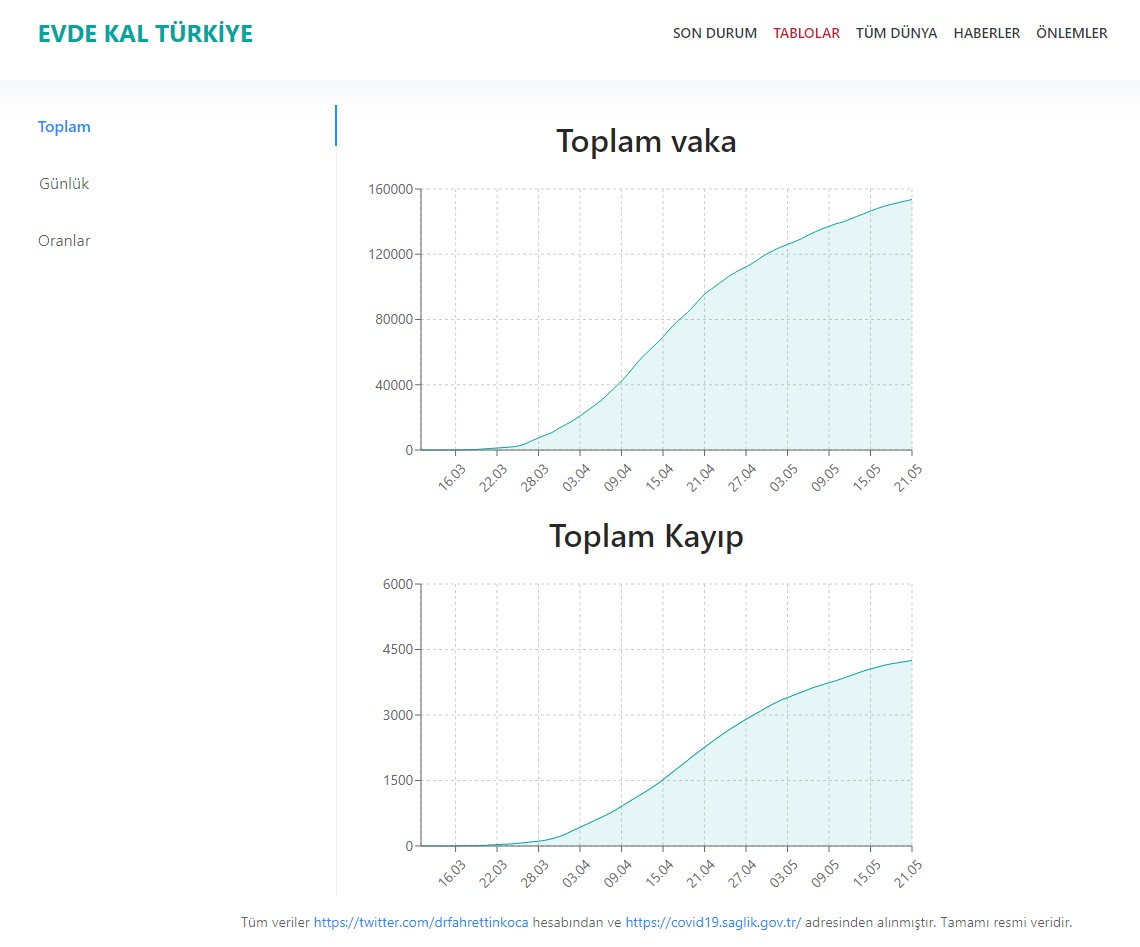 EVDE KAL TÜRKİYE
SON DURUM TABLOLAR TÜM DÜNYA HABERLER ÖNLEMLER
Toplam
Günlük
Oranlar
Toplam vaka
160000
120000
80000
40000
0
16.03 22.03 28.03 03.04 09.04 15.04 21.04 27.04 03.05 09.05 15.05 21.05
Toplam Kayıp
6000
4500
3000
1500
0
16.03 22.03 28.03 03.04 09.04 15.04 21.04 27.04 03.05 09.05 15.05 21.05
Tüm veriler https://twitter.com/drfahrettinkoca hesabından ve https://covid19.saglik.gov.tr/ adresinden alınmıştır. Tamamı resmi veridir.